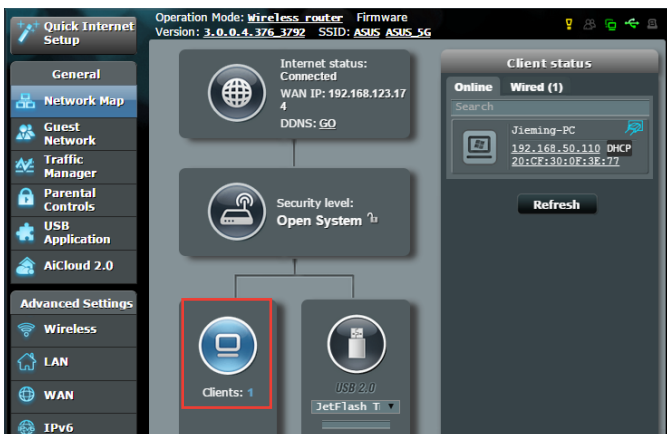 Quick Internet
Setup
General
Network Map
Guest
Network
Traffic
Manager
Parental
Controls
USB
Application
AiCloud 2.0
Advanced Settings
Wireless
LAN
WAN
IPv6
Operation Mode: Wireless router Firmware
Version: 3.0.0.4.376_3792 SSID: ASUS ASUS_5G
Internet status:
Connected
WAN IP: 192.168.123.17
4
DDNS: GO
Security level:
Open System
Clients: 1
USB 2.0
JetFlash T
Client status
Online Wired (1)
Search
Jieming-PC
192.168.50.110 DHCP
20:CF:30:0F:3E:77
Refresh